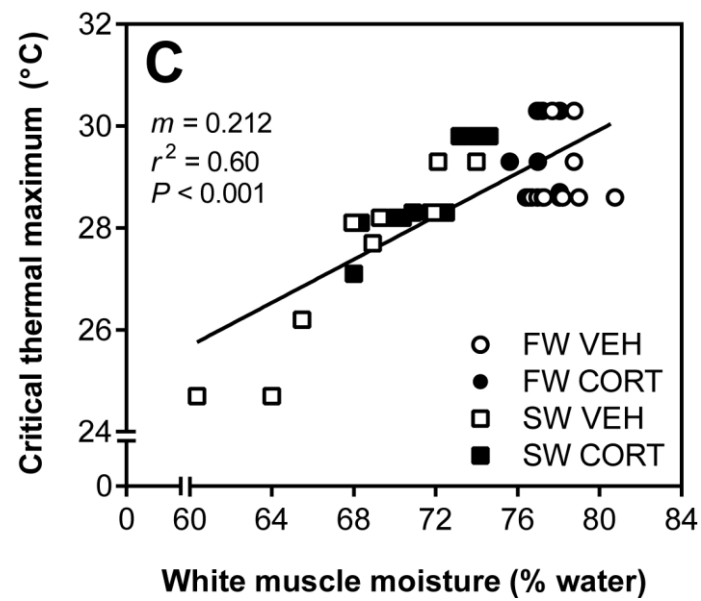 C
m = 0.212
r² = 0.60
P < 0.001
Critical thermal maximum (°C)
32
30
28
26
24
0
FW VEH
FW CORT
SW VEH
SW CORT
0 60 64 68 72 76 80 84
White muscle moisture (% water)